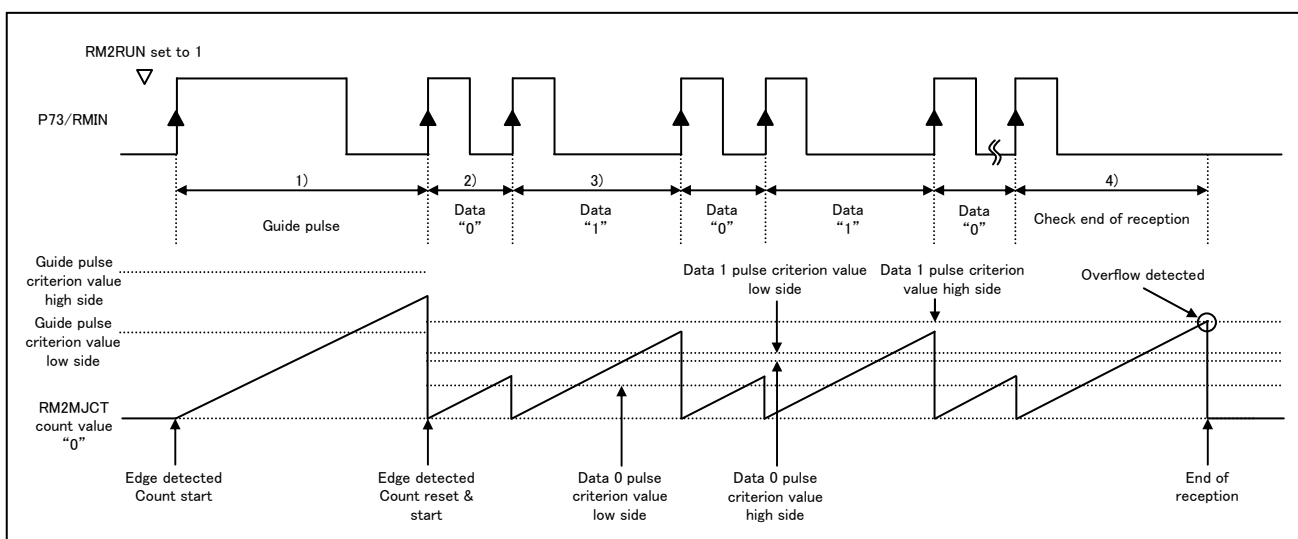 RM2RUN set to 1
P73/RMIN
1)
2)
3)
4)
Guide pulse
Data
“0”
Data
“1”
Data
“0”
Data
“1”
Data
“0”
Check end of reception
Guide pulse
criterion value
high side
Data 1 pulse criterion value
low side
Data 1 pulse criterion
value high side
Overflow detected
Guide pulse
criterion value
low side
RM2MJCT
count value
“0”
Edge detected
Count start
Edge detected
Count reset &
start
Data 0 pulse
criterion value
low side
Data 0 pulse
criterion value
high side
End of
reception